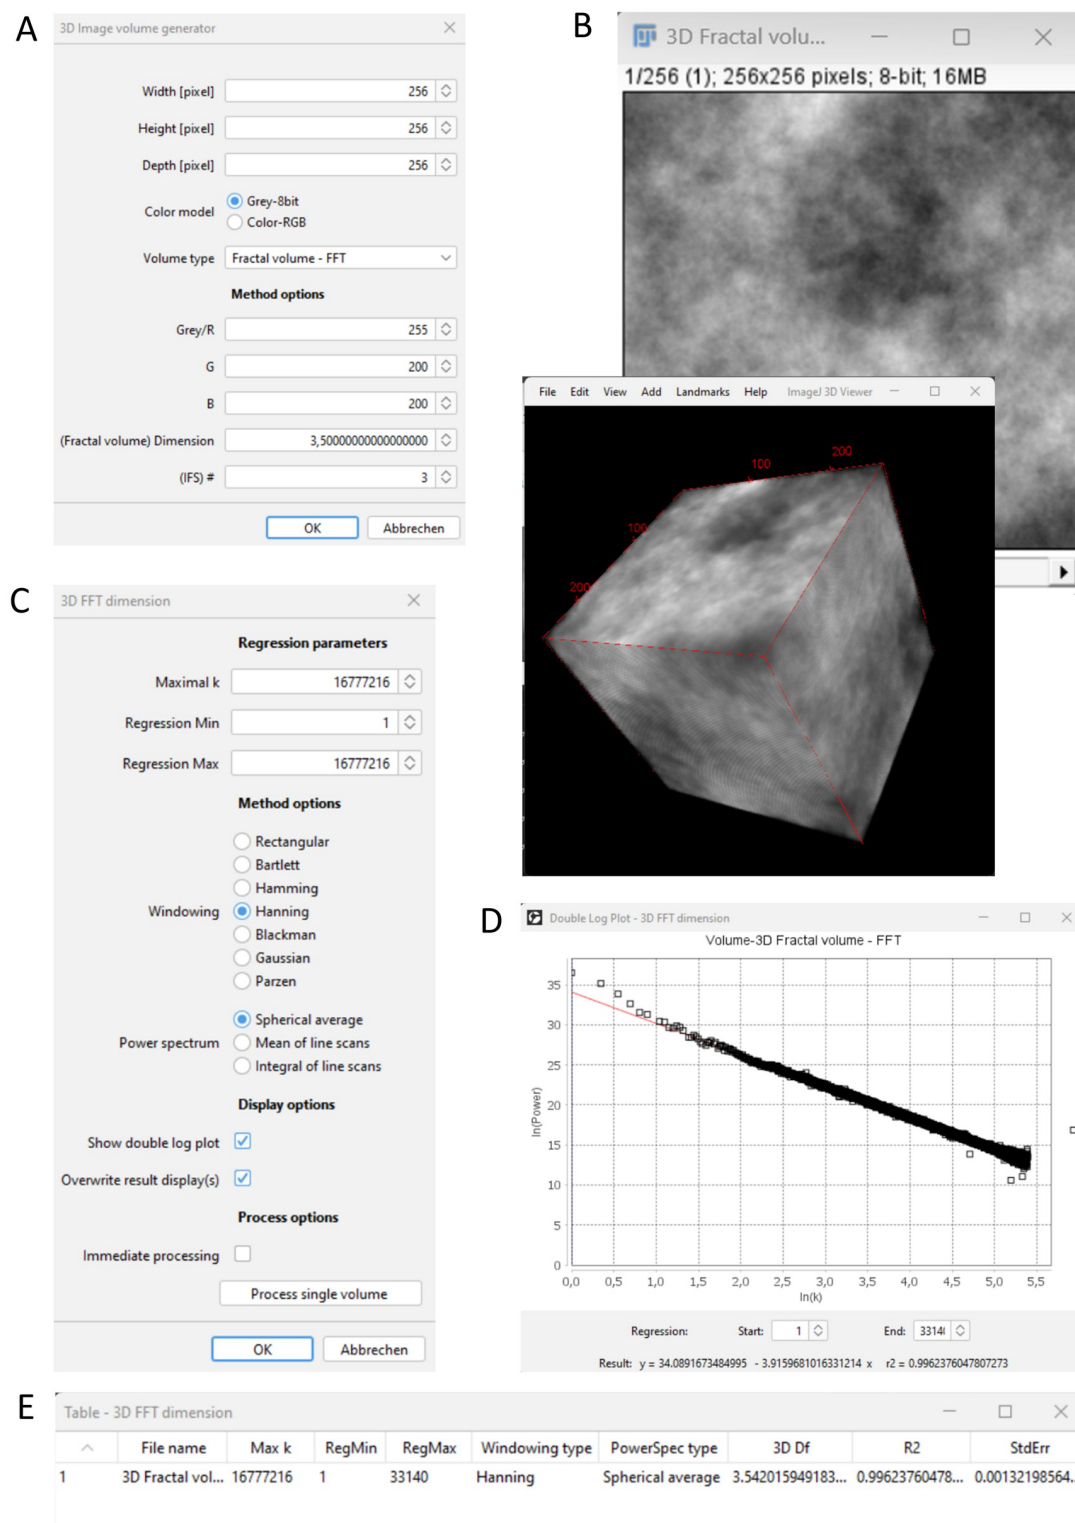 A
3D Image volume generator
Width [pixel] 256
Height [pixel] 256
Depth [pixel] 256
Color model
Grey-8bit
Color-RGB
Volume type Fractal volume - FFT
Method options
Grey/R 255
G 200
B 200
(Fractal volume) Dimension 3,50000000000000000
(IFS) # 3
OK Abbrechen
B
3D Fractal volu...
1/256 (1); 256x256 pixels; 8-bit; 16MB
File Edit View Add Landmarks Help ImageJ 3D Viewer
200
100
100
200
C
3D FFT dimension
Regression parameters
Maximal k 16777216
Regression Min 1
Regression Max 16777216
Method options
Windowing
Rectangular
Bartlett
Hamming
Hanning
Blackman
Gaussian
Parzen
Power spectrum
Spherical average
Mean of line scans
Integral of line scans
Display options
Show double log plot
Overwrite result display(s)
Process options
Immediate processing
Process single volume
OK Abbrechen
D
Double Log Plot - 3D FFT dimension
Volume-3D Fractal volume - FFT
ln(Power)
35
30
25
20
15
10
5
0
0,0 0,5 1,0 1,5 2,0 2,5 3,0 3,5 4,0 4,5 5,0 5,5
ln(k)
Regression: Start: 1 End: 3314
Result: y = 34.0891673484995 - 3.9159681016331214 x r2 = 0.9962376047807273
E
Table - 3D FFT dimension
File name Max k RegMin RegMax Windowing type PowerSpec type 3D Df R2 StdErr
1 3D Fractal vol... 16777216 1 33140 Hanning Spherical average 3.542015949183... 0.99623760478... 0.00132198564...